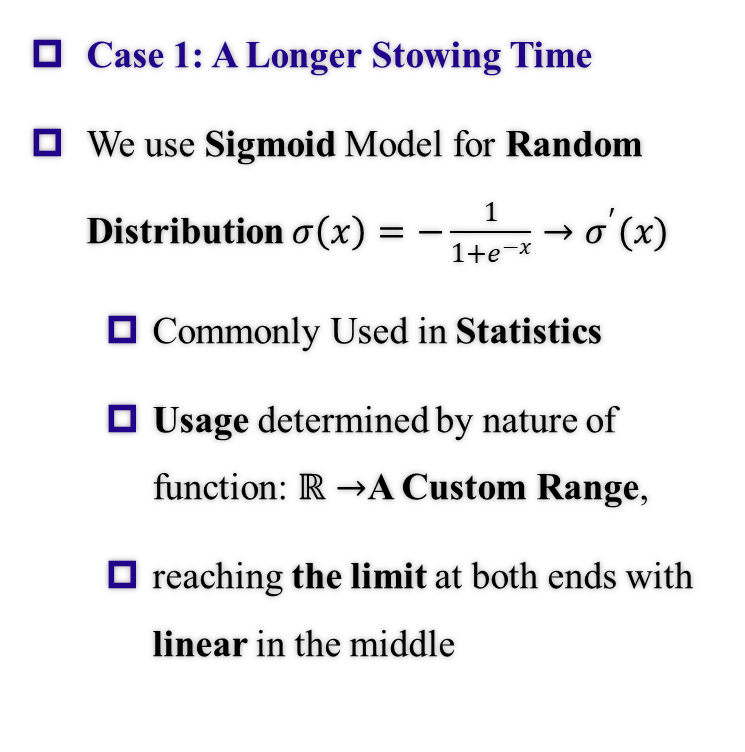 Case 1: A Longer Stowing Time
We use Sigmoid Model for Random
Distribution σ(x) = − 1/(1+e^−x) → σ′(x)
Commonly Used in Statistics
Usage determined by nature of
function: ℝ →A Custom Range,
reaching the limit at both ends with
linear in the middle